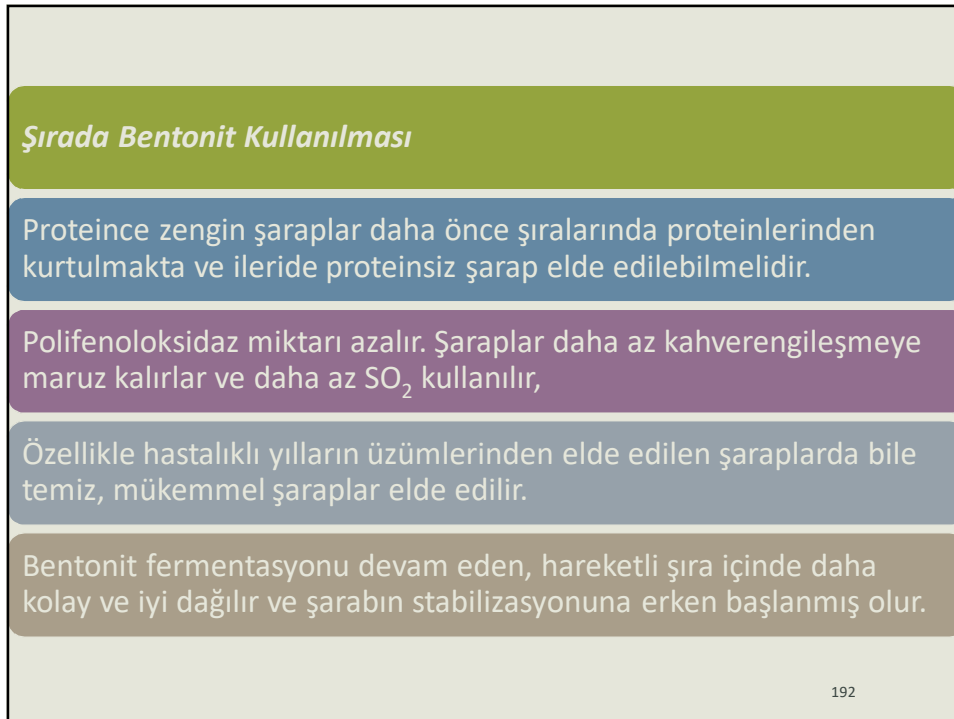 Şırada Bentonit Kullanılması
Proteince zengin şaraplar daha önce şıralarında proteinlerinden
kurtulmakta ve ileride proteinsiz şarap elde edilebilmelidir.
Polifenoloksidaz miktarı azalır. Şaraplar daha az kahverengileşmeye
maruz kalırlar ve daha az SO₂ kullanılır,
Özellikle hastalıklı yılların üzümlerinden elde edilen şaraplarda bile
temiz, mükemmel şaraplar elde edilir.
Bentonit fermentasyonu devam eden, hareketli şıra içinde daha
kolay ve iyi dağılır ve şarabın stabilizasyonuna erken başlanmış olur.
192